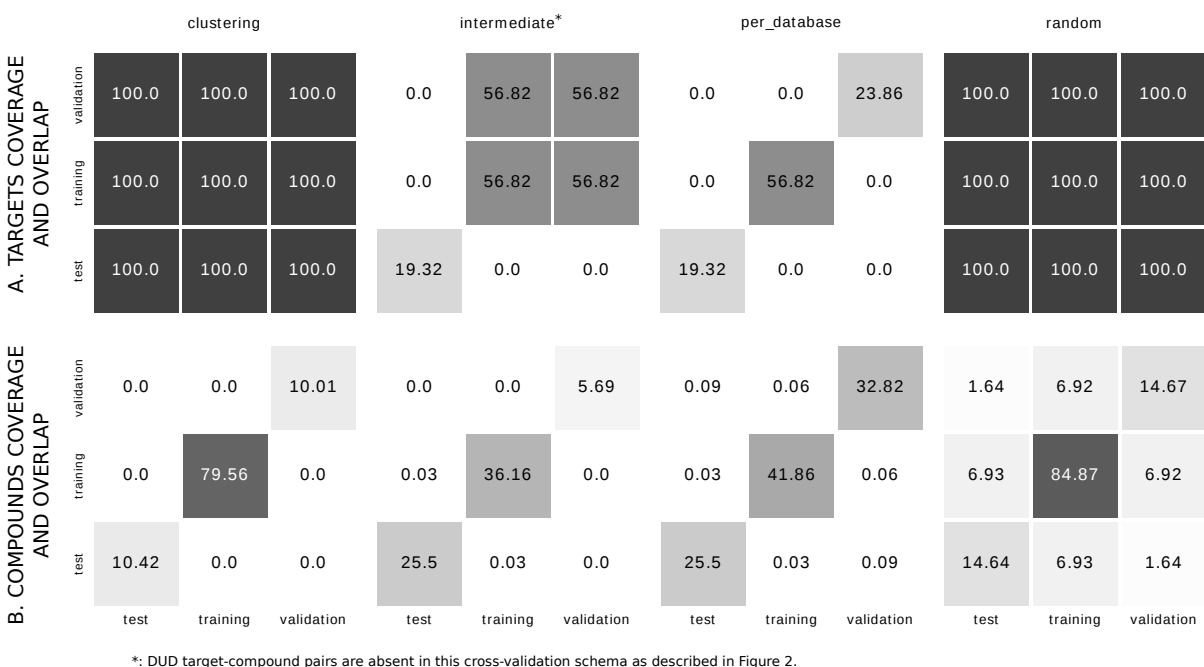 clustering intermediate* per_database random
A. TARGETS COVERAGE
AND OVERLAP
validation 100.0 100.0 100.0 0.0 56.82 56.82 0.0 0.0 23.86 100.0 100.0 100.0
training 100.0 100.0 100.0 0.0 56.82 56.82 0.0 56.82 0.0 100.0 100.0 100.0
test 100.0 100.0 100.0 19.32 0.0 0.0 19.32 0.0 0.0 100.0 100.0 100.0
B. COMPOUNDS COVERAGE
AND OVERLAP
validation 0.0 0.0 10.01 0.0 0.0 5.69 0.09 0.06 32.82 1.64 6.92 14.67
training 0.0 79.56 0.0 0.03 36.16 0.0 0.03 41.86 0.06 6.93 84.87 6.92
test 10.42 0.0 0.0 25.5 0.03 0.0 25.5 0.03 0.09 14.64 6.93 1.64
test training validation test training validation test training validation test training validation
*: DUD target-compound pairs are absent in this cross-validation schema as described in Figure 2.